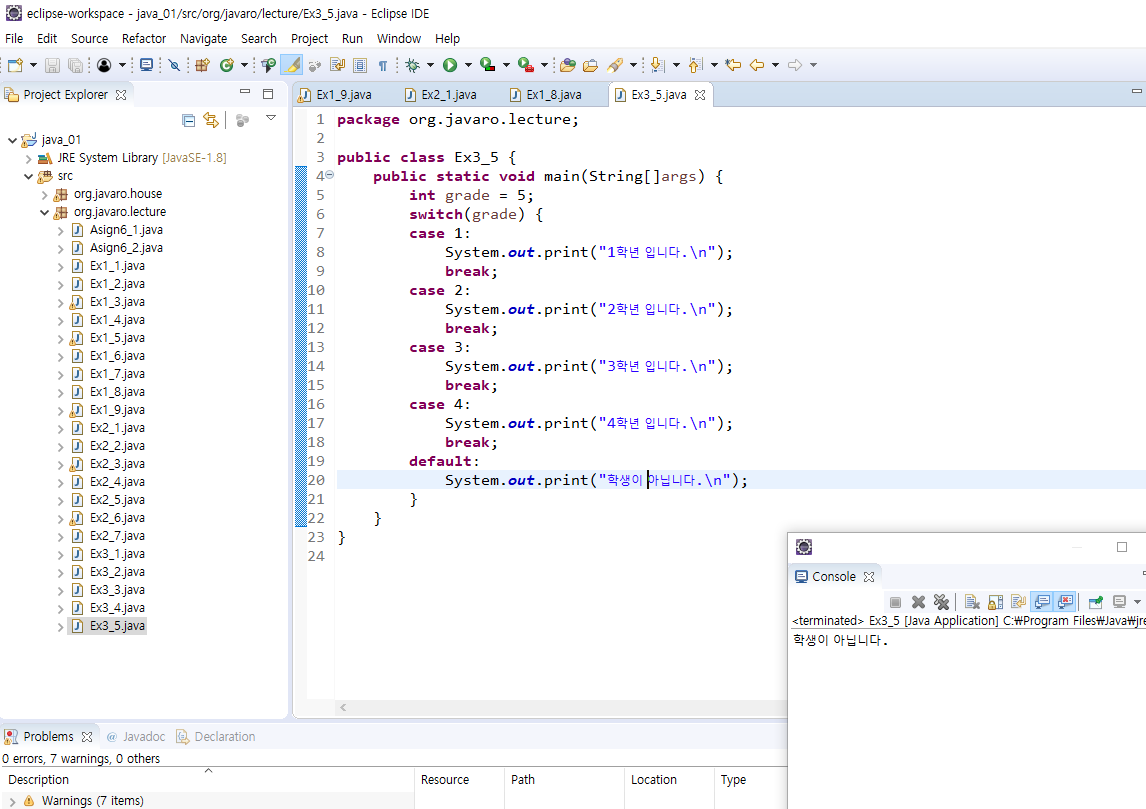 eclipse-workspace - java_01/src/org/javaro/lecture/Ex3_5.java - Eclipse IDE
File Edit Source Refactor Navigate Search Project Run Window Help
Project Explorer
java_01
JRE System Library [JavaSE-1.8]
src
org.javaro.house
org.javaro.lecture
Asign6_1.java
Asign6_2.java
Ex1_1.java
Ex1_2.java
Ex1_3.java
Ex1_4.java
Ex1_5.java
Ex1_6.java
Ex1_7.java
Ex1_8.java
Ex1_9.java
Ex2_1.java
Ex2_2.java
Ex2_3.java
Ex2_4.java
Ex2_5.java
Ex2_6.java
Ex2_7.java
Ex3_1.java
Ex3_2.java
Ex3_3.java
Ex3_4.java
Ex3_5.java
Ex1_9.java Ex2_1.java Ex1_8.java Ex3_5.java
1 package org.javaro.lecture;
2
3 public class Ex3_5 {
4 public static void main(String[]args) {
5 int grade = 5;
6 switch(grade) {
7 case 1:
8 System.out.print("1학년 입니다.\n");
9 break;
10 case 2:
11 System.out.print("2학년 입니다.\n");
12 break;
13 case 3:
14 System.out.print("3학년 입니다.\n");
15 break;
16 case 4:
17 System.out.print("4학년 입니다.\n");
18 break;
19 default:
20 System.out.print("학생이 아닙니다.\n");
21 }
22 }
23 }
24
Console
<terminated> Ex3_5 [Java Application] C:₩Program Files₩Java₩jre
학생이 아닙니다.
Problems @ Javadoc Declaration
0 errors, 7 warnings, 0 others
Description Resource Path Location Type
Warnings (7 items)